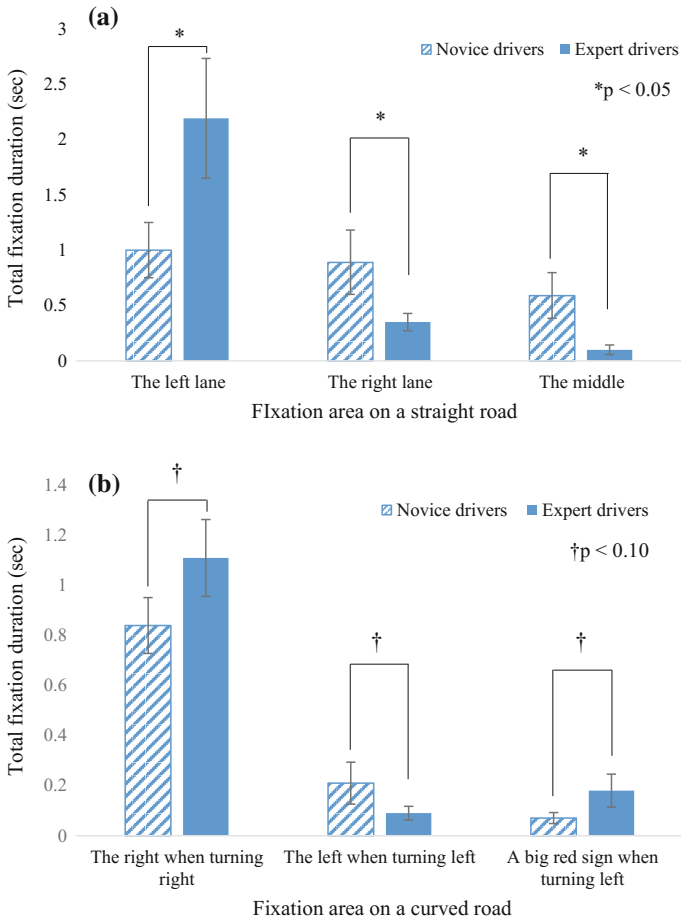 (a)
3
2.5
2
1.5
1
0.5
0
Total fixation duration (sec)
Novice drivers Expert drivers
*p < 0.05
*
*
*
The left lane The right lane The middle
FIxation area on a straight road
(b)
1.4
1.2
1
0.8
0.6
0.4
0.2
0
Total fixation duration (sec)
Novice drivers Expert drivers
†p < 0.10
†
†
†
The right when turning The left when turning left A big red sign when
right turning left
Fixation area on a curved road